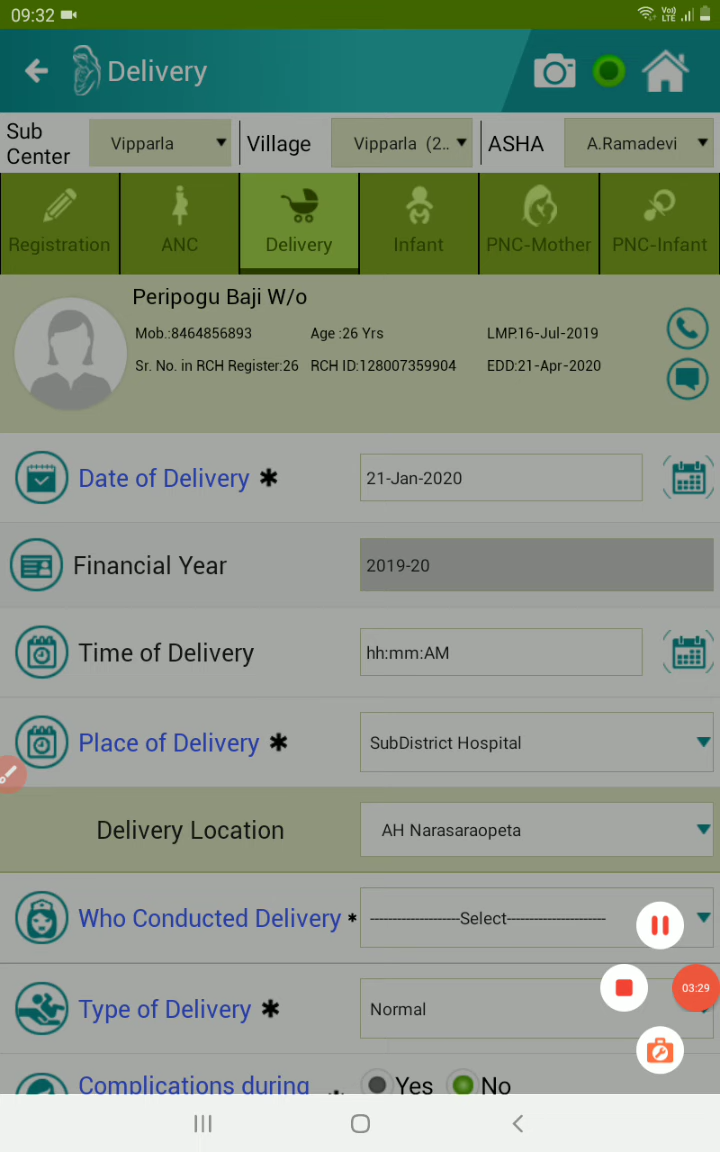 09:32
Vo))
LTE
Delivery
Sub
Center
Vipparla
Village
Vipparla (2..
ASHA
A.Ramadevi
Registration
ANC
Delivery
Infant
PNC-Mother
PNC-Infant
Peripogu Baji W/o
Mob.:8464856893
Age :26 Yrs
LMP:16-Jul-2019
Sr. No. in RCH Register:26
RCH ID:128007359904
EDD:21-Apr-2020
Date of Delivery *
21-Jan-2020
Financial Year
2019-20
Time of Delivery
hh:mm:AM
Place of Delivery *
SubDistrict Hospital
Delivery Location
AH Narasaraopeta
Who Conducted Delivery *
--------------------Select----------------------
Type of Delivery *
Normal
03:29
Complications during
Yes
No